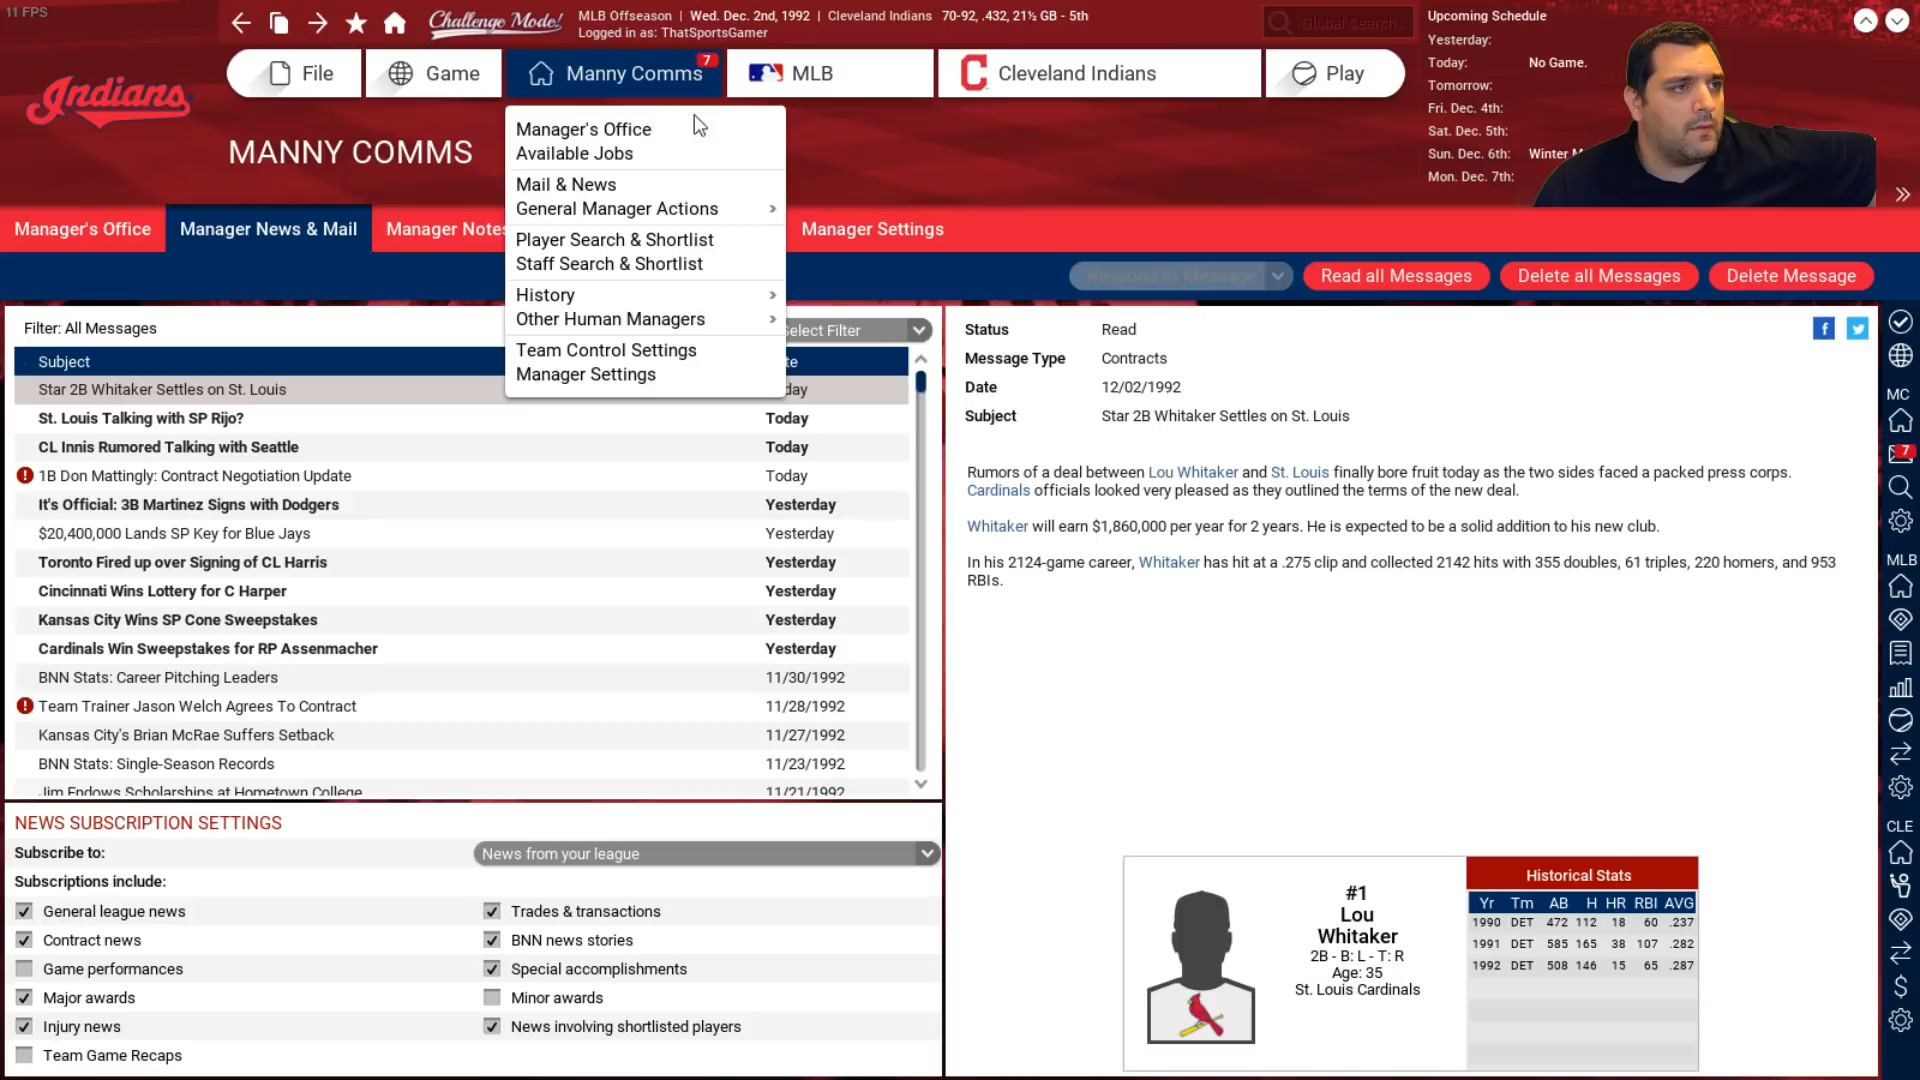 11 FPS
Challenge Mode!
MLB Offseason | Wed. Dec. 2nd, 1992 | Cleveland Indians 70-92, .432, 21½ GB - 5th
Logged in as: ThatSportsGamer
Global Search...
Upcoming Schedule
Yesterday:
Today: No Game.
Tomorrow:
Fri. Dec. 4th:
Sat. Dec. 5th:
Sun. Dec. 6th: Winter
Mon. Dec. 7th:
Indians
File
Game
Manny Comms
7
MLB
Cleveland Indians
Play
MANNY COMMS
Manager's Office
Available Jobs
Mail & News
General Manager Actions
Player Search & Shortlist
Staff Search & Shortlist
History
Other Human Managers
Team Control Settings
Manager Settings
Manager's Office
Manager News & Mail
Manager Notes
Manager Settings
Respond to Message
Read all Messages
Delete all Messages
Delete Message
Filter: All Messages
Select Filter
Subject
Star 2B Whitaker Settles on St. Louis
St. Louis Talking with SP Rijo? Today
CL Innis Rumored Talking with Seattle Today
1B Don Mattingly: Contract Negotiation Update Today
It's Official: 3B Martinez Signs with Dodgers Yesterday
$20,400,000 Lands SP Key for Blue Jays Yesterday
Toronto Fired up over Signing of CL Harris Yesterday
Cincinnati Wins Lottery for C Harper Yesterday
Kansas City Wins SP Cone Sweepstakes Yesterday
Cardinals Win Sweepstakes for RP Assenmacher Yesterday
BNN Stats: Career Pitching Leaders 11/30/1992
Team Trainer Jason Welch Agrees To Contract 11/28/1992
Kansas City's Brian McRae Suffers Setback 11/27/1992
BNN Stats: Single-Season Records 11/23/1992
Jim Endows Scholarships at Hometown College 11/21/1992
Status Read
Message Type Contracts
Date 12/02/1992
Subject Star 2B Whitaker Settles on St. Louis
Rumors of a deal between Lou Whitaker and St. Louis finally bore fruit today as the two sides faced a packed press corps.
Cardinals officials looked very pleased as they outlined the terms of the new deal.
Whitaker will earn $1,860,000 per year for 2 years. He is expected to be a solid addition to his new club.
In his 2124-game career, Whitaker has hit at a .275 clip and collected 2142 hits with 355 doubles, 61 triples, 220 homers, and 953
RBIs.
#1
Lou
Whitaker
2B - B: L - T: R
Age: 35
St. Louis Cardinals
Historical Stats
Yr Tm AB H HR RBI AVG
1990 DET 472 112 18 60 .237
1991 DET 585 165 38 107 .282
1992 DET 508 146 15 65 .287
NEWS SUBSCRIPTION SETTINGS
Subscribe to: News from your league
Subscriptions include:
General league news Trades & transactions
Contract news BNN news stories
Game performances Special accomplishments
Major awards Minor awards
Injury news News involving shortlisted players
Team Game Recaps
MC
7
MLB
CLE